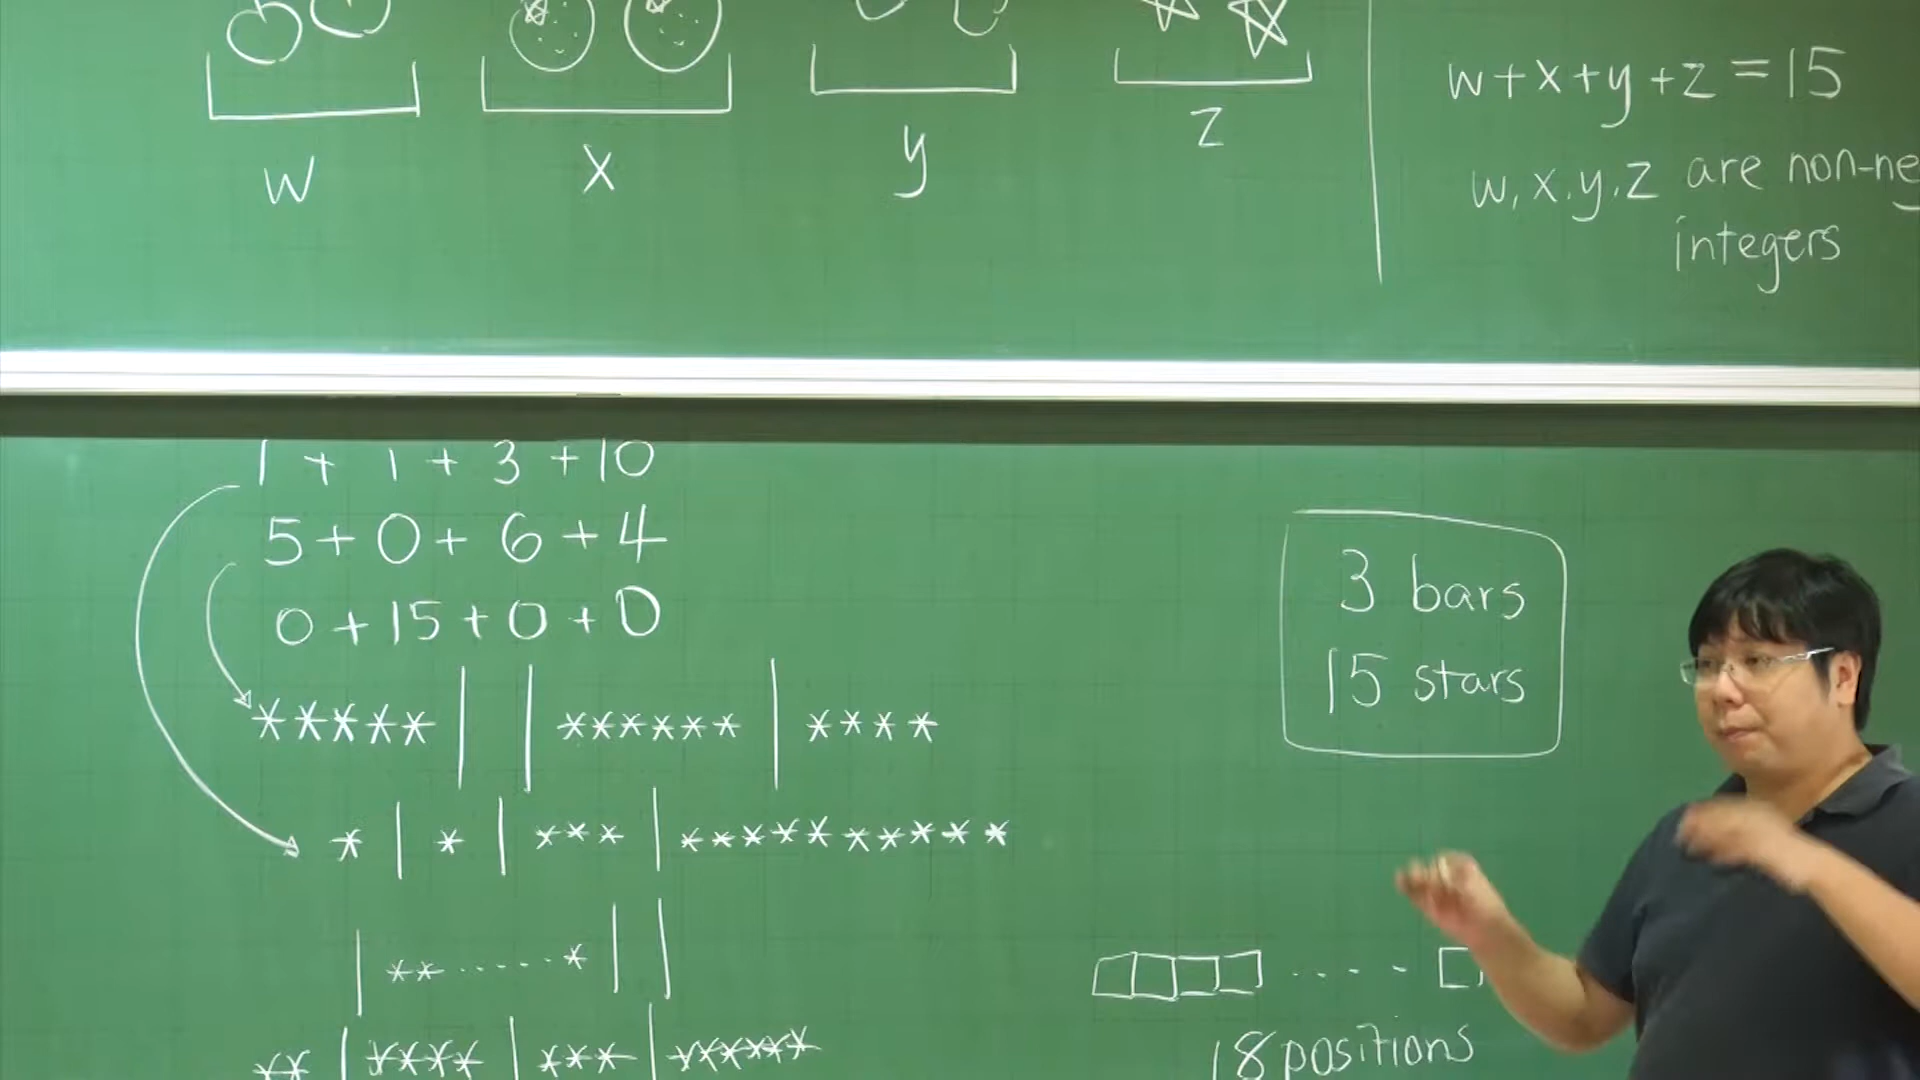 w x y z
w+x+y+z=15
w,x,y,z are non-neg
integers
1 + 1 + 3 + 10
5 + 0 + 6 + 4
0 + 15 + 0 + 0
*****| |******|****
*|*|***|**********
|**......*| |
**|****|***|*****
3 bars
15 stars
....
18 positions